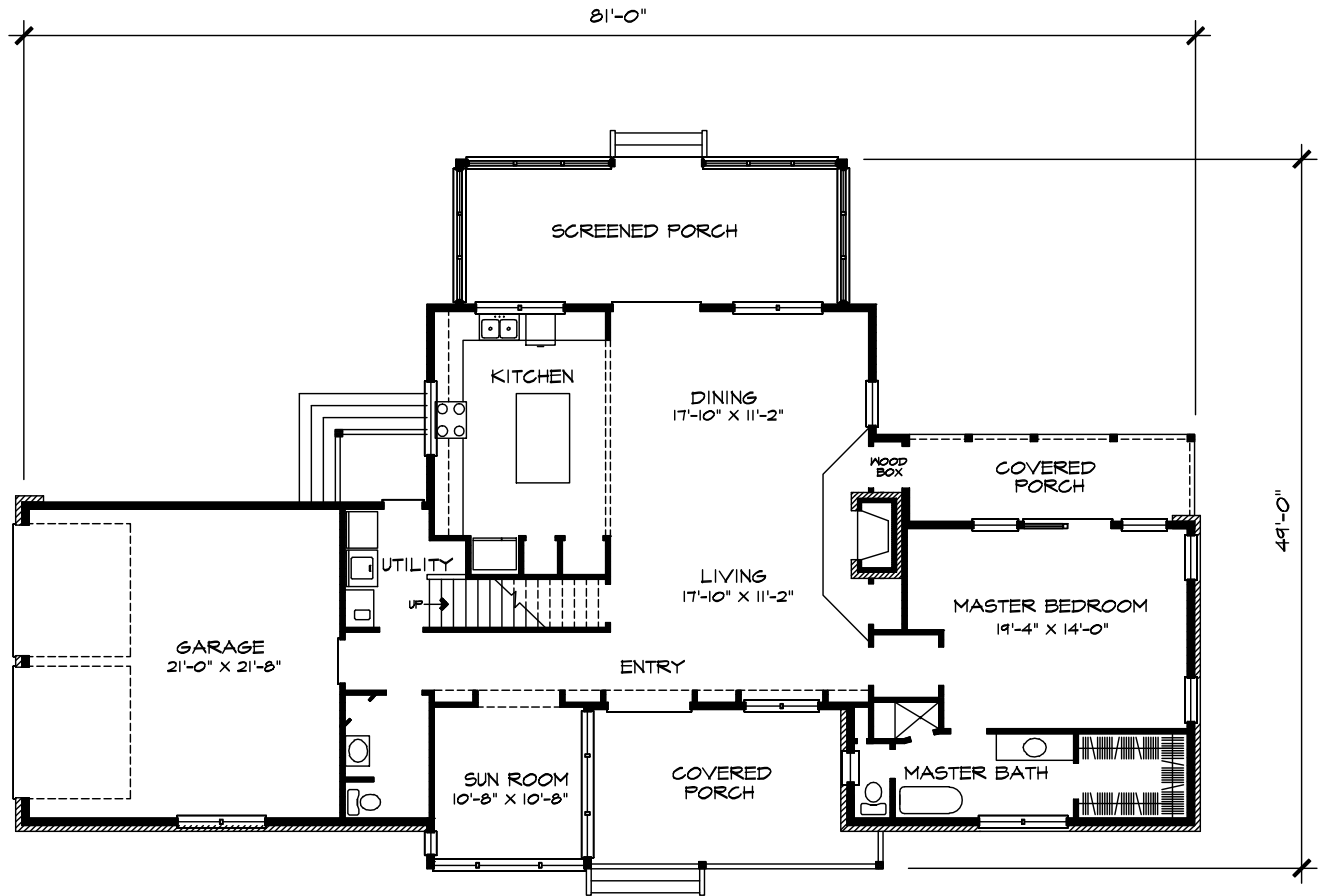 81'-0"
SCREENED PORCH
KITCHEN
DINING
17'-10" X 11'-2"
WOOD
BOX
COVERED
PORCH
49'-0"
UTILITY
UP
LIVING
17'-10" X 11'-2"
MASTER BEDROOM
19'-4" X 14'-0"
GARAGE
21'-0" X 21'-8"
ENTRY
SUN ROOM
10'-8" X 10'-8"
COVERED
PORCH
MASTER BATH